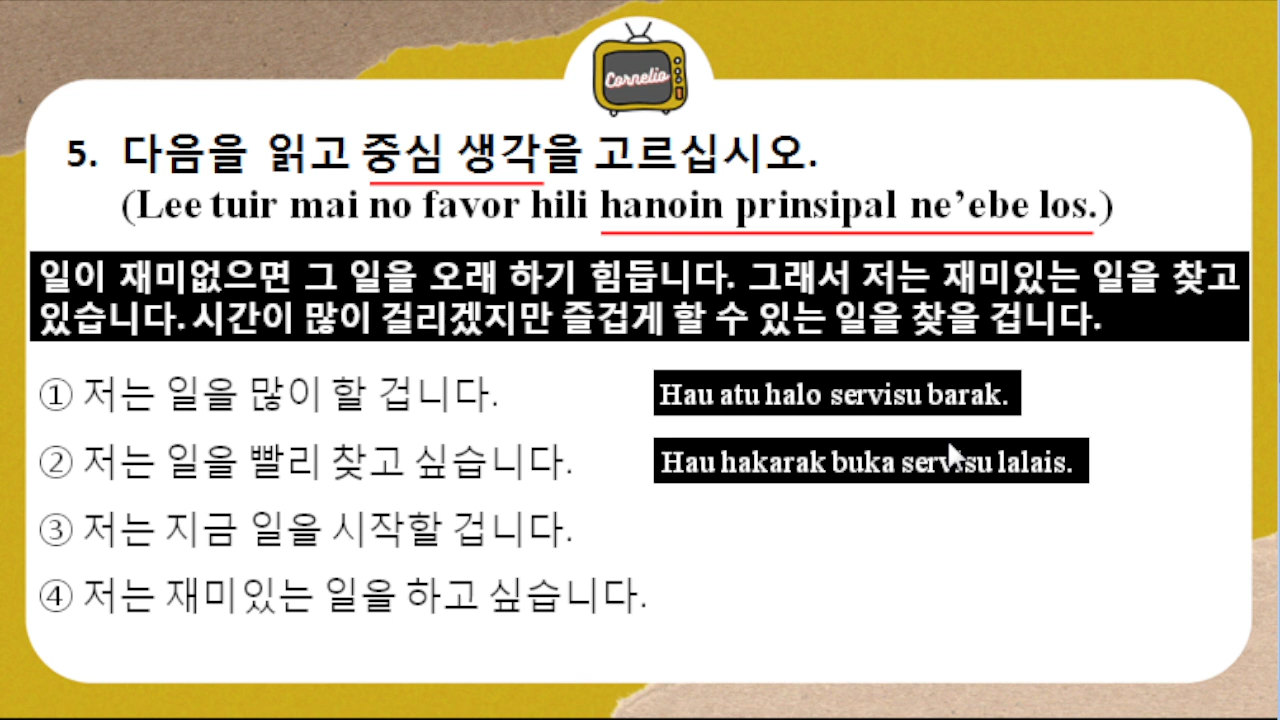 Cornelio
5. 다음을 읽고 중심 생각을 고르십시오.
(Lee tuir mai no favor hili hanoin prinsipal ne’ebe los.)
일이 재미없으면 그 일을 오래 하기 힘듭니다. 그래서 저는 재미있는 일을 찾고
있습니다. 시간이 많이 걸리겠지만 즐겁게 할 수 있는 일을 찾을 겁니다.
① 저는 일을 많이 할 겁니다. Hau atu halo servisu barak.
② 저는 일을 빨리 찾고 싶습니다. Hau hakarak buka servisu lalais.
③ 저는 지금 일을 시작할 겁니다.
④ 저는 재미있는 일을 하고 싶습니다.